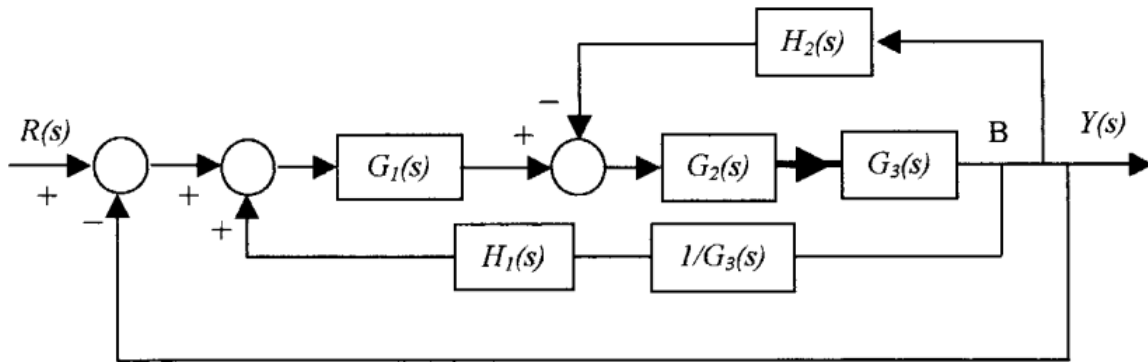 H₂(s)
−
R(s)
+
B
Y(s)
G₁(s)
G₂(s)
G₃(s)
+
+
−
+
H₁(s)
1/G₃(s)